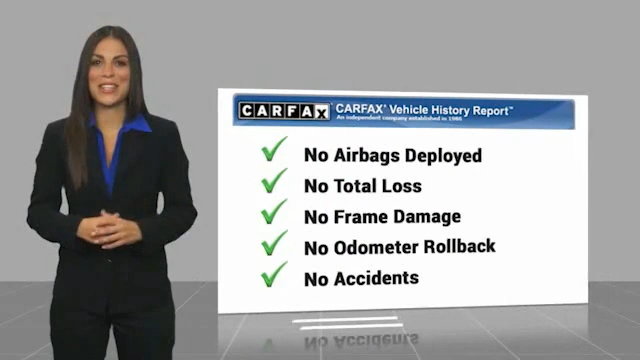 CARFAX CARFAX® Vehicle History Report™
An independent company established in 1986
No Airbags Deployed
No Total Loss
No Frame Damage
No Odometer Rollback
No Accidents